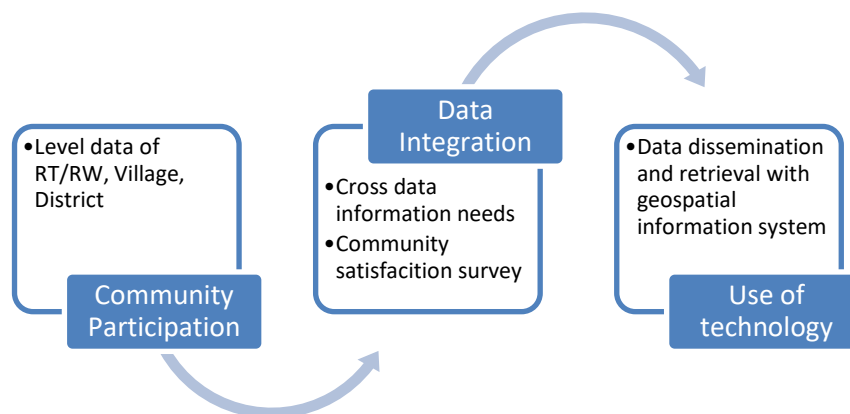 •Level data of
RT/RW, Village,
District
Community
Participation
Data
Integration
•Cross data
information needs
•Community
satisfacition survey
•Data dissemination
and retrieval with
geospatial
information system
Use of
technology